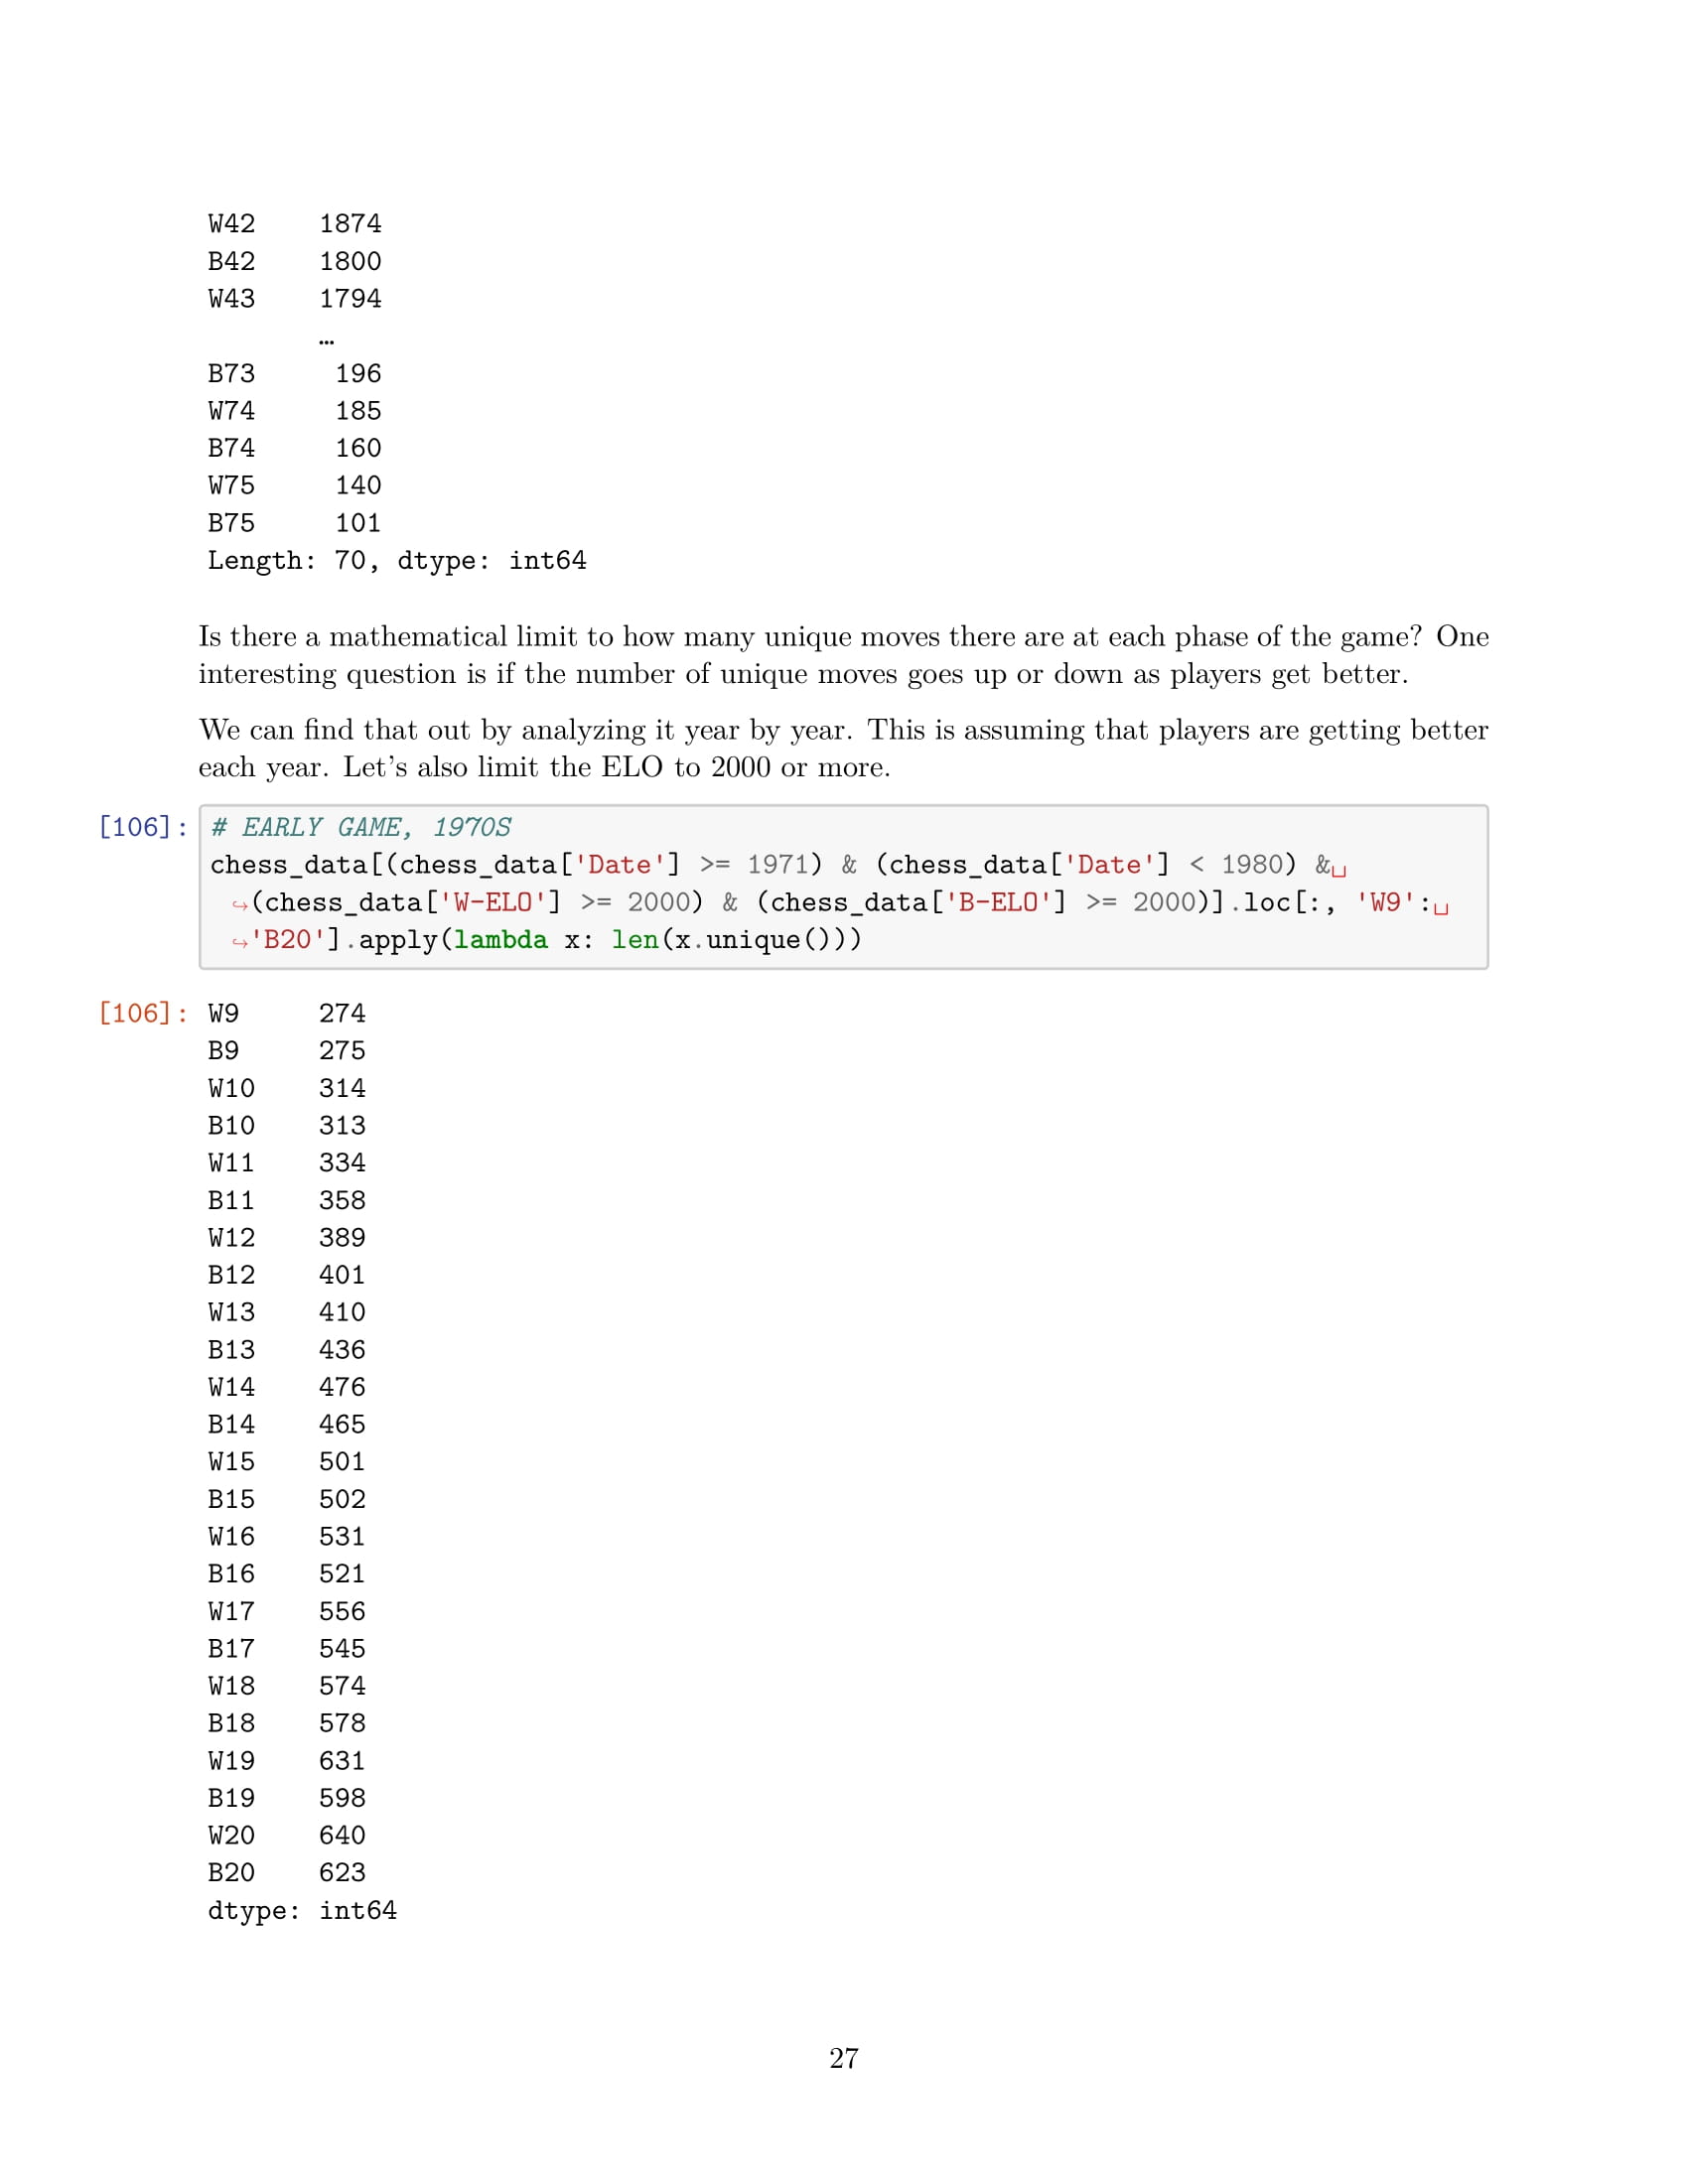 W42    1874
B42    1800
W43    1794
       …
B73     196
W74     185
B74     160
W75     140
B75     101
Length: 70, dtype: int64
Is there a mathematical limit to how many unique moves there are at each phase of the game? One
interesting question is if the number of unique moves goes up or down as players get better.
We can find that out by analyzing it year by year. This is assuming that players are getting better
each year. Let's also limit the ELO to 2000 or more.
[106]: # EARLY GAME, 1970S
chess_data[(chess_data['Date'] >= 1971) & (chess_data['Date'] < 1980) &␣
↪(chess_data['W-ELO'] >= 2000) & (chess_data['B-ELO'] >= 2000)].loc[:, 'W9':␣
↪'B20'].apply(lambda x: len(x.unique()))
[106]: W9     274
B9     275
W10    314
B10    313
W11    334
B11    358
W12    389
B12    401
W13    410
B13    436
W14    476
B14    465
W15    501
B15    502
W16    531
B16    521
W17    556
B17    545
W18    574
B18    578
W19    631
B19    598
W20    640
B20    623
dtype: int64
27